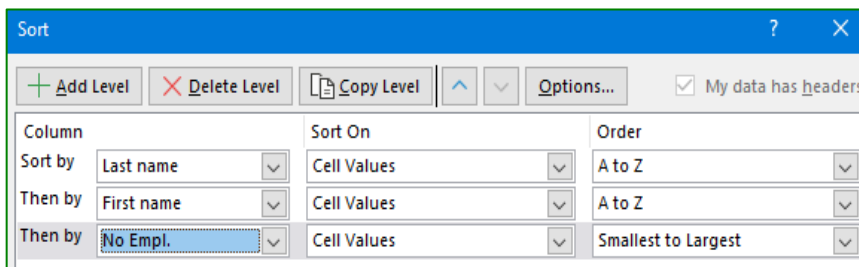 Sort ?
Add Level Delete Level Copy Level Options... My data has headers
Column Sort On Order
Sort by Last name Cell Values A to Z
Then by First name Cell Values A to Z
Then by No Empl. Cell Values Smallest to Largest